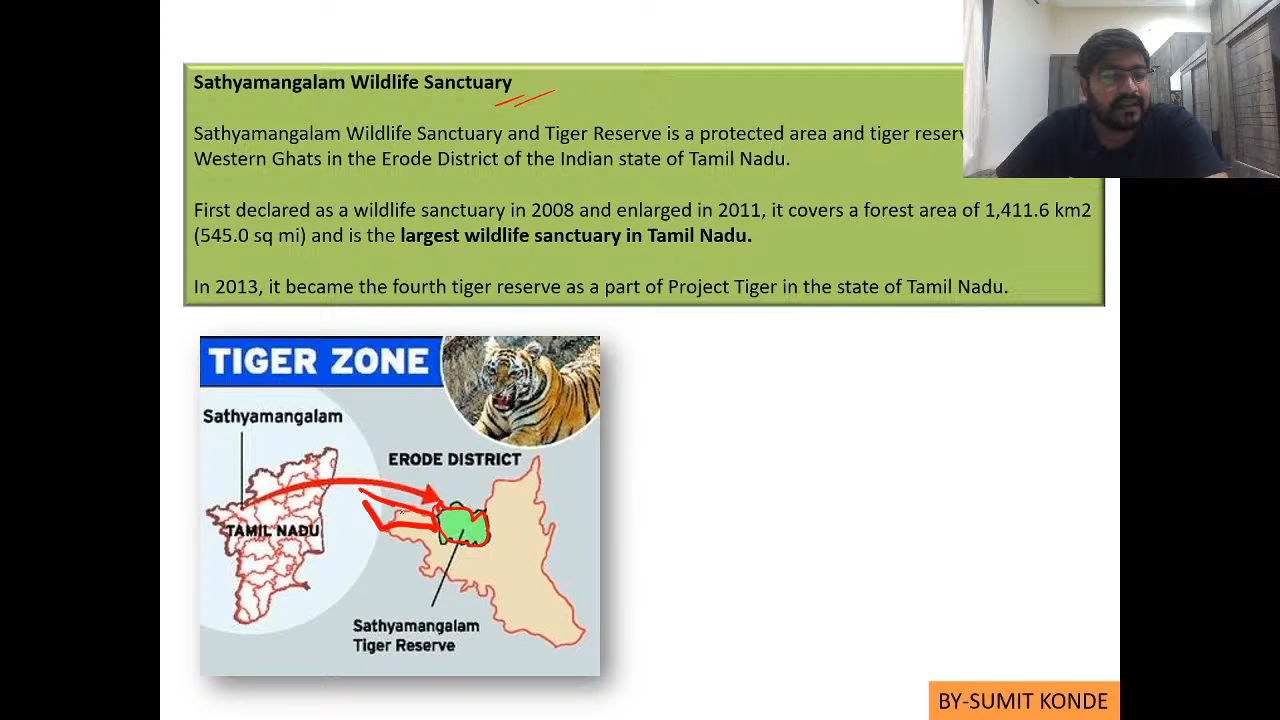 Sathyamangalam Wildlife Sanctuary
Sathyamangalam Wildlife Sanctuary and Tiger Reserve is a protected area and tiger reserv
Western Ghats in the Erode District of the Indian state of Tamil Nadu.
First declared as a wildlife sanctuary in 2008 and enlarged in 2011, it covers a forest area of 1,411.6 km2
(545.0 sq mi) and is the largest wildlife sanctuary in Tamil Nadu.
In 2013, it became the fourth tiger reserve as a part of Project Tiger in the state of Tamil Nadu.
TIGER ZONE
Sathyamangalam
ERODE DISTRICT
TAMIL NADU
Sathyamangalam
Tiger Reserve
BY-SUMIT KONDE